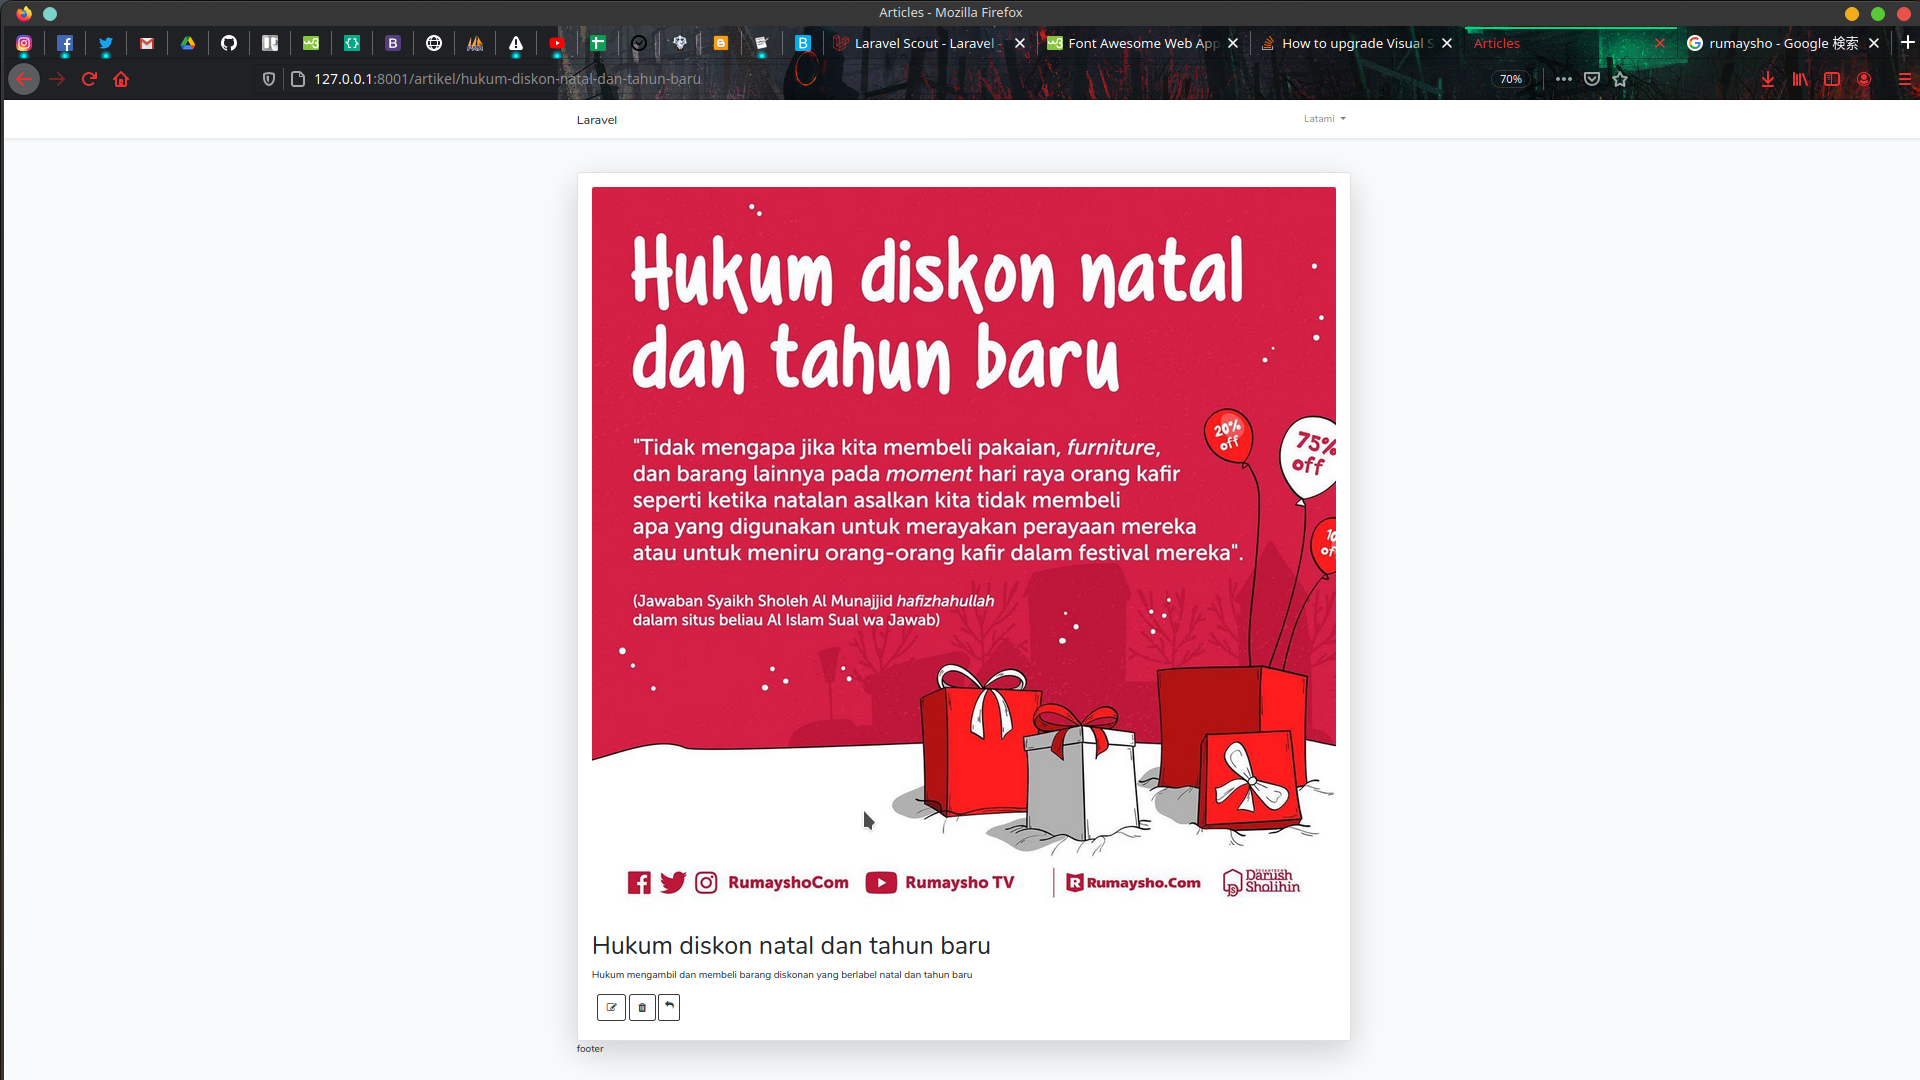 Articles - Mozilla Firefox
Laravel Scout - Laravel -
Font Awesome Web App
How to upgrade Visual S
Articles
rumaysho - Google 検索
127.0.0.1:8001/artikel/hukum-diskon-natal-dan-tahun-baru
70%
Laravel
Latami
Hukum diskon natal
dan tahun baru
20%
off
75%
off
10
of
"Tidak mengapa jika kita membeli pakaian, furniture,
dan barang lainnya pada moment hari raya orang kafir
seperti ketika natalan asalkan kita tidak membeli
apa yang digunakan untuk merayakan perayaan mereka
atau untuk meniru orang-orang kafir dalam festival mereka".
(Jawaban Syaikh Sholeh Al Munajjid hafizhahullah
dalam situs beliau Al Islam Sual wa Jawab)
RumayshoCom
Rumaysho TV
Rumaysho.Com
Darush
Sholihin
Hukum diskon natal dan tahun baru
Hukum mengambil dan membeli barang diskonan yang berlabel natal dan tahun baru
footer